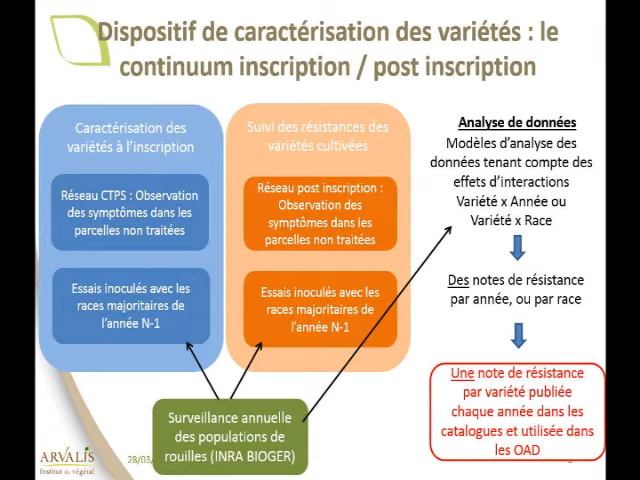 Dispositif de caractérisation des variétés : le
continuum inscription / post inscription
Caractérisation des
variétés à l'inscription
Réseau CTPS : Observation
des symptômes dans les
parcelles non traitées
Essais inoculés avec les
races majoritaires de
l'année N-1
Suivi des résistances des
variétés cultivées
Réseau post inscription :
Observation des
symptômes dans les
parcelles non traitées
Essais inoculés avec les
races majoritaires de
l'année N-1
Analyse de données
Modèles d'analyse des
données tenant compte des
effets d'interactions
Variété x Année ou
Variété x Race
Des notes de résistance
par année, ou par race
Une note de résistance
par variété publiée
chaque année dans les
catalogues et utilisée dans
les OAD
Surveillance annuelle
des populations de
rouilles (INRA BIOGER)
ARVALIS
Institut du végétal
28/03/